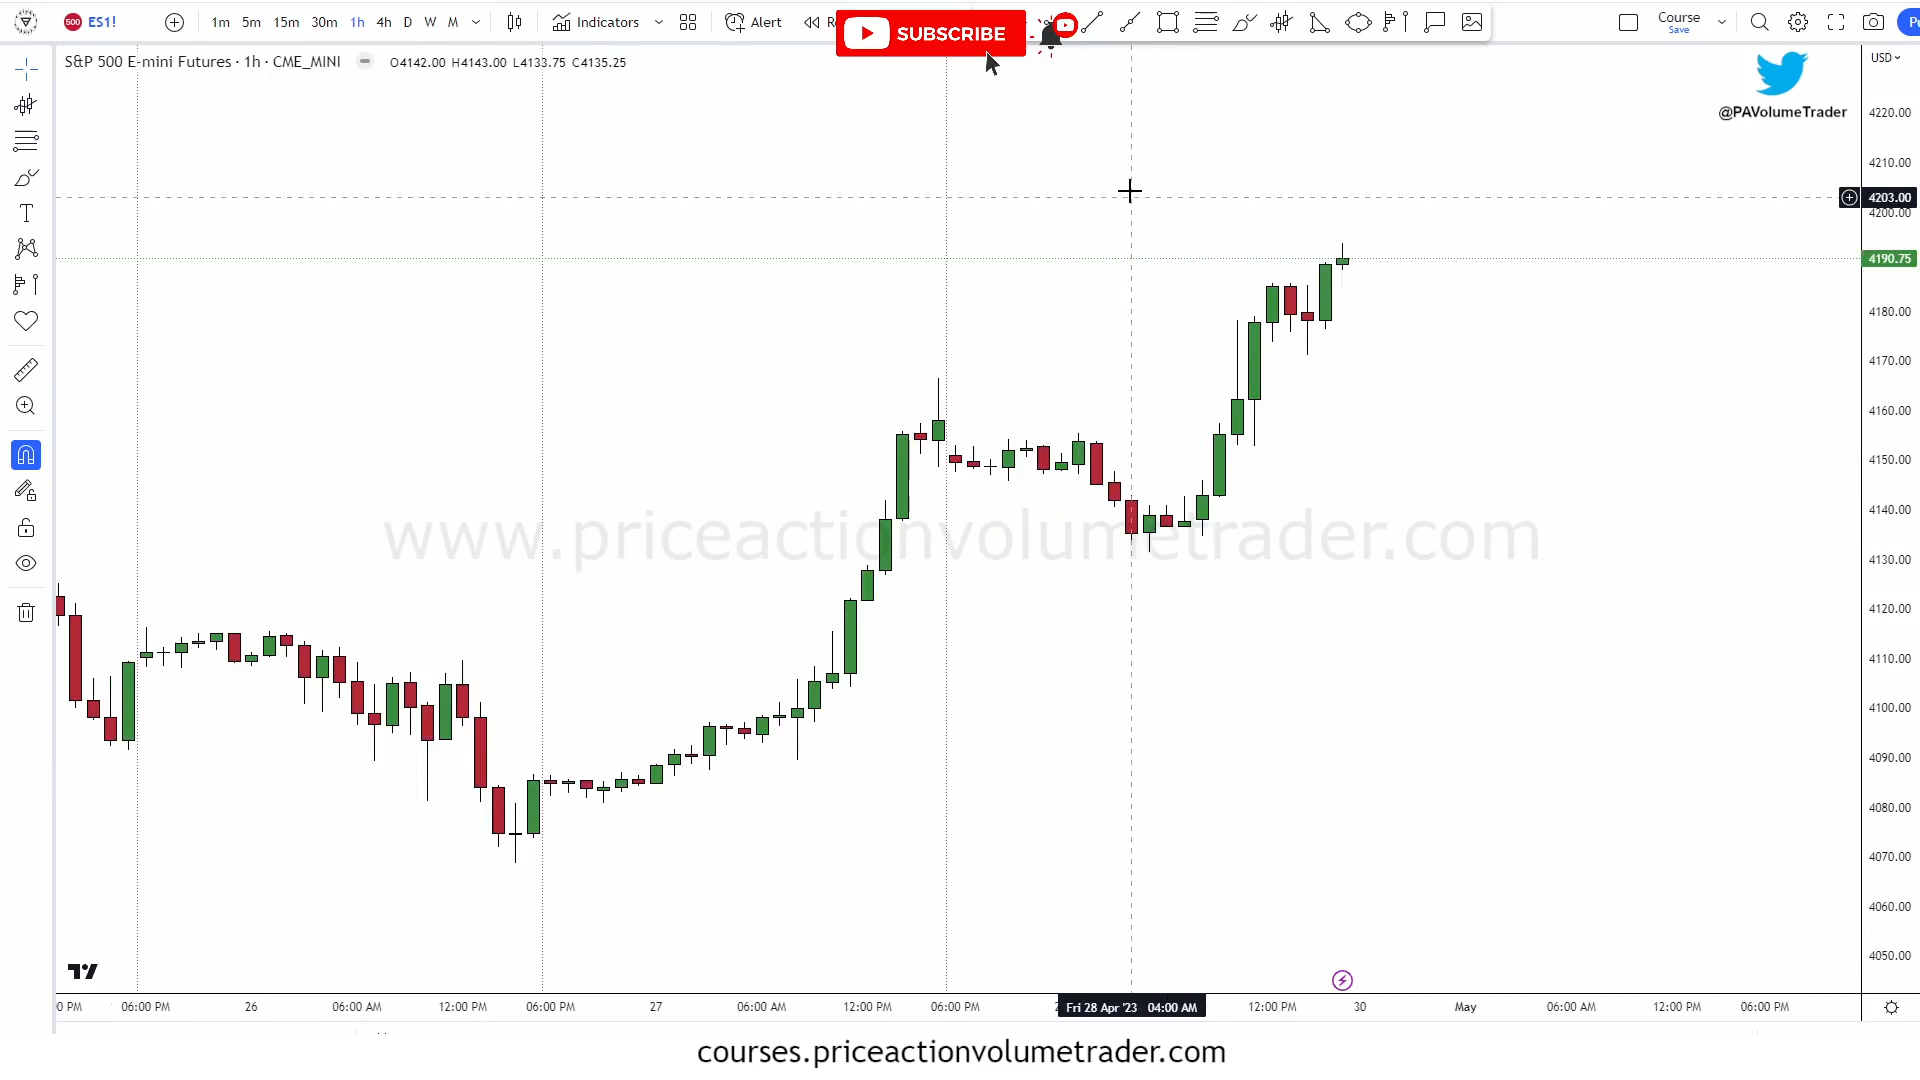 500 ES1! 1m 5m 15m 30m 1h 4h D W M Indicators Alert Re SUBSCRIBE Course
Save
S&P 500 E-mini Futures · 1h · CME_MINI O4142.00 H4143.00 L4133.75 C4135.25
USD
@PAVolumeTrader
4220.00
4210.00
4203.00
4200.00
4190.75
4180.00
4170.00
4160.00
4150.00
4140.00
www.priceactionvolumetrader.com
4130.00
4120.00
4110.00
4100.00
4090.00
4080.00
4070.00
4060.00
4050.00
PM 06:00 PM 26 06:00 AM 12:00 PM 06:00 PM 27 06:00 AM 12:00 PM 06:00 PM Fri 28 Apr '23 04:00 AM 12:00 PM 30 May 06:00 AM 12:00 PM 06:00 PM
courses.priceactionvolumetrader.com